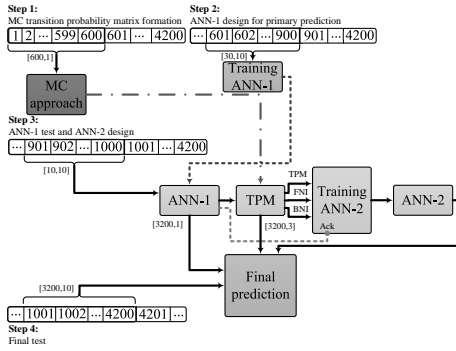 Step 1:
MC transition probability matrix formation
1 2 ... 599 600 601 ... 4200
[600,1]
MC approach
Step 2:
ANN-1 design for primary prediction
... 601 602 ... 900 901 ... 4200
[30,10]
Training ANN-1
Step 3:
ANN-1 test and ANN-2 design
... 901 902 ... 1000 1001 ... 4200
[10,10]
ANN-1
TPM
TPM
FNI
BNI
Training ANN-2
Ack
ANN-2
[3200,1]
[3200,3]
Final prediction
[3200,10]
... 1001 1002 ... 4200 4201 ...
Step 4:
Final test